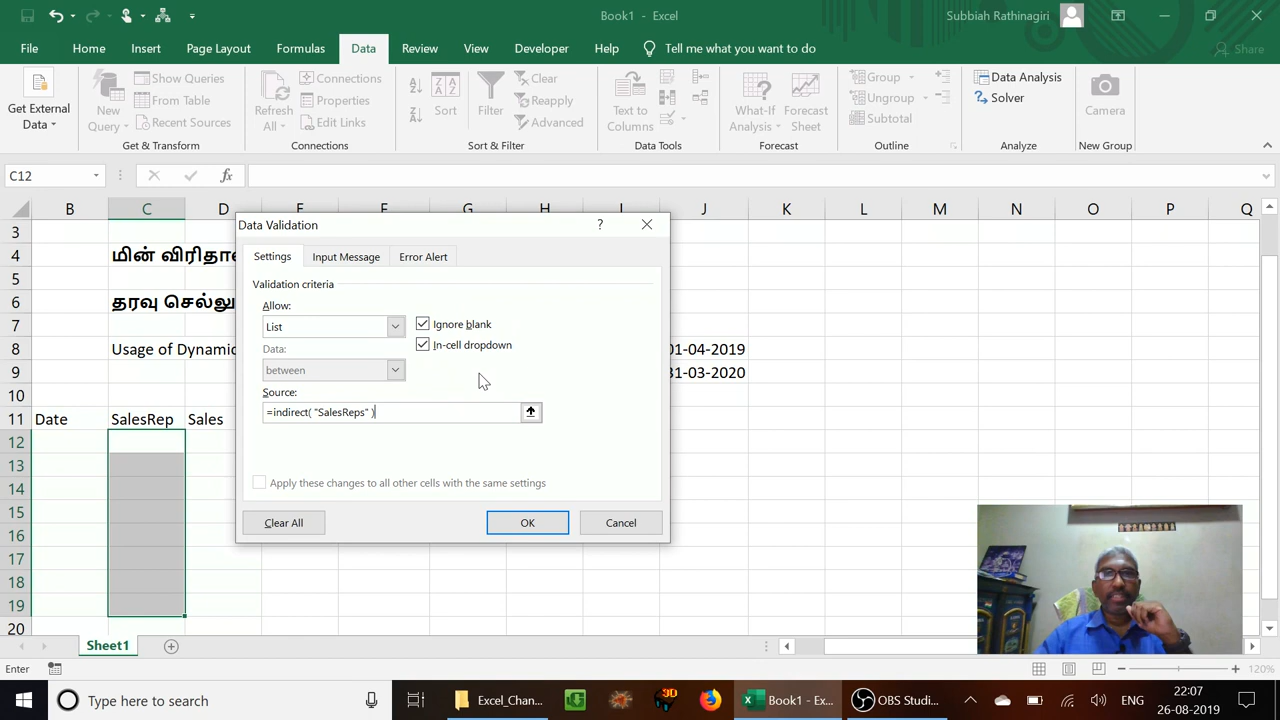 Book1 - Excel
Subbiah Rathinagiri
File Home Insert Page Layout Formulas Data Review View Developer Help Tell me what you want to do Share
Get External Data
New Query
Show Queries
From Table
Recent Sources
Get & Transform
Refresh All
Connections
Properties
Edit Links
Connections
Sort
Filter
Clear
Reapply
Advanced
Sort & Filter
Text to Columns
Data Tools
What-If Analysis
Forecast Sheet
Forecast
Group
Ungroup
Subtotal
Outline
Data Analysis
Solver
Analyze
Camera
New Group
C12
fx
B C D E F G H I J K L M N O P Q
3
4 மின் விரிதா
5
6 தரவு செல்லு
7
8 Usage of Dynamic 01-04-2019
9 31-03-2020
10
11 Date SalesRep Sales
12
13
14
15
16
17
18
19
20
Data Validation ?
Settings Input Message Error Alert
Validation criteria
Allow:
List
Ignore blank
In-cell dropdown
Data:
between
Source:
=indirect( "SalesReps" )
Apply these changes to all other cells with the same settings
Clear All OK Cancel
Sheet1
Enter
120%
Type here to search
Excel_Chan...
3D
Book1 - Ex...
OBS Studi...
ENG
22:07
26-08-2019